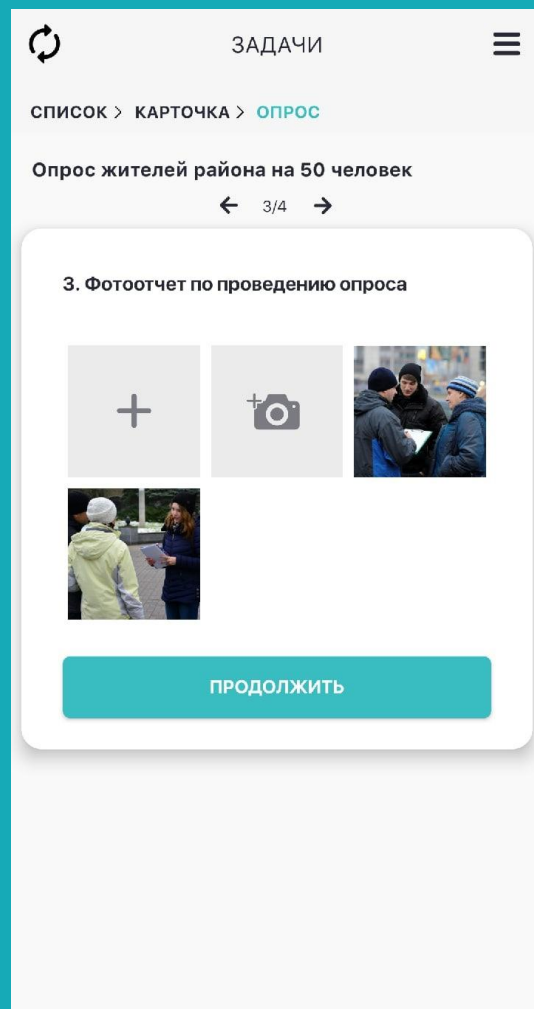 ЗАДАЧИ
СПИСОК > КАРТОЧКА > ОПРОС
Опрос жителей района на 50 человек
3/4
3. Фотоотчет по проведению опроса
ПРОДОЛЖИТЬ